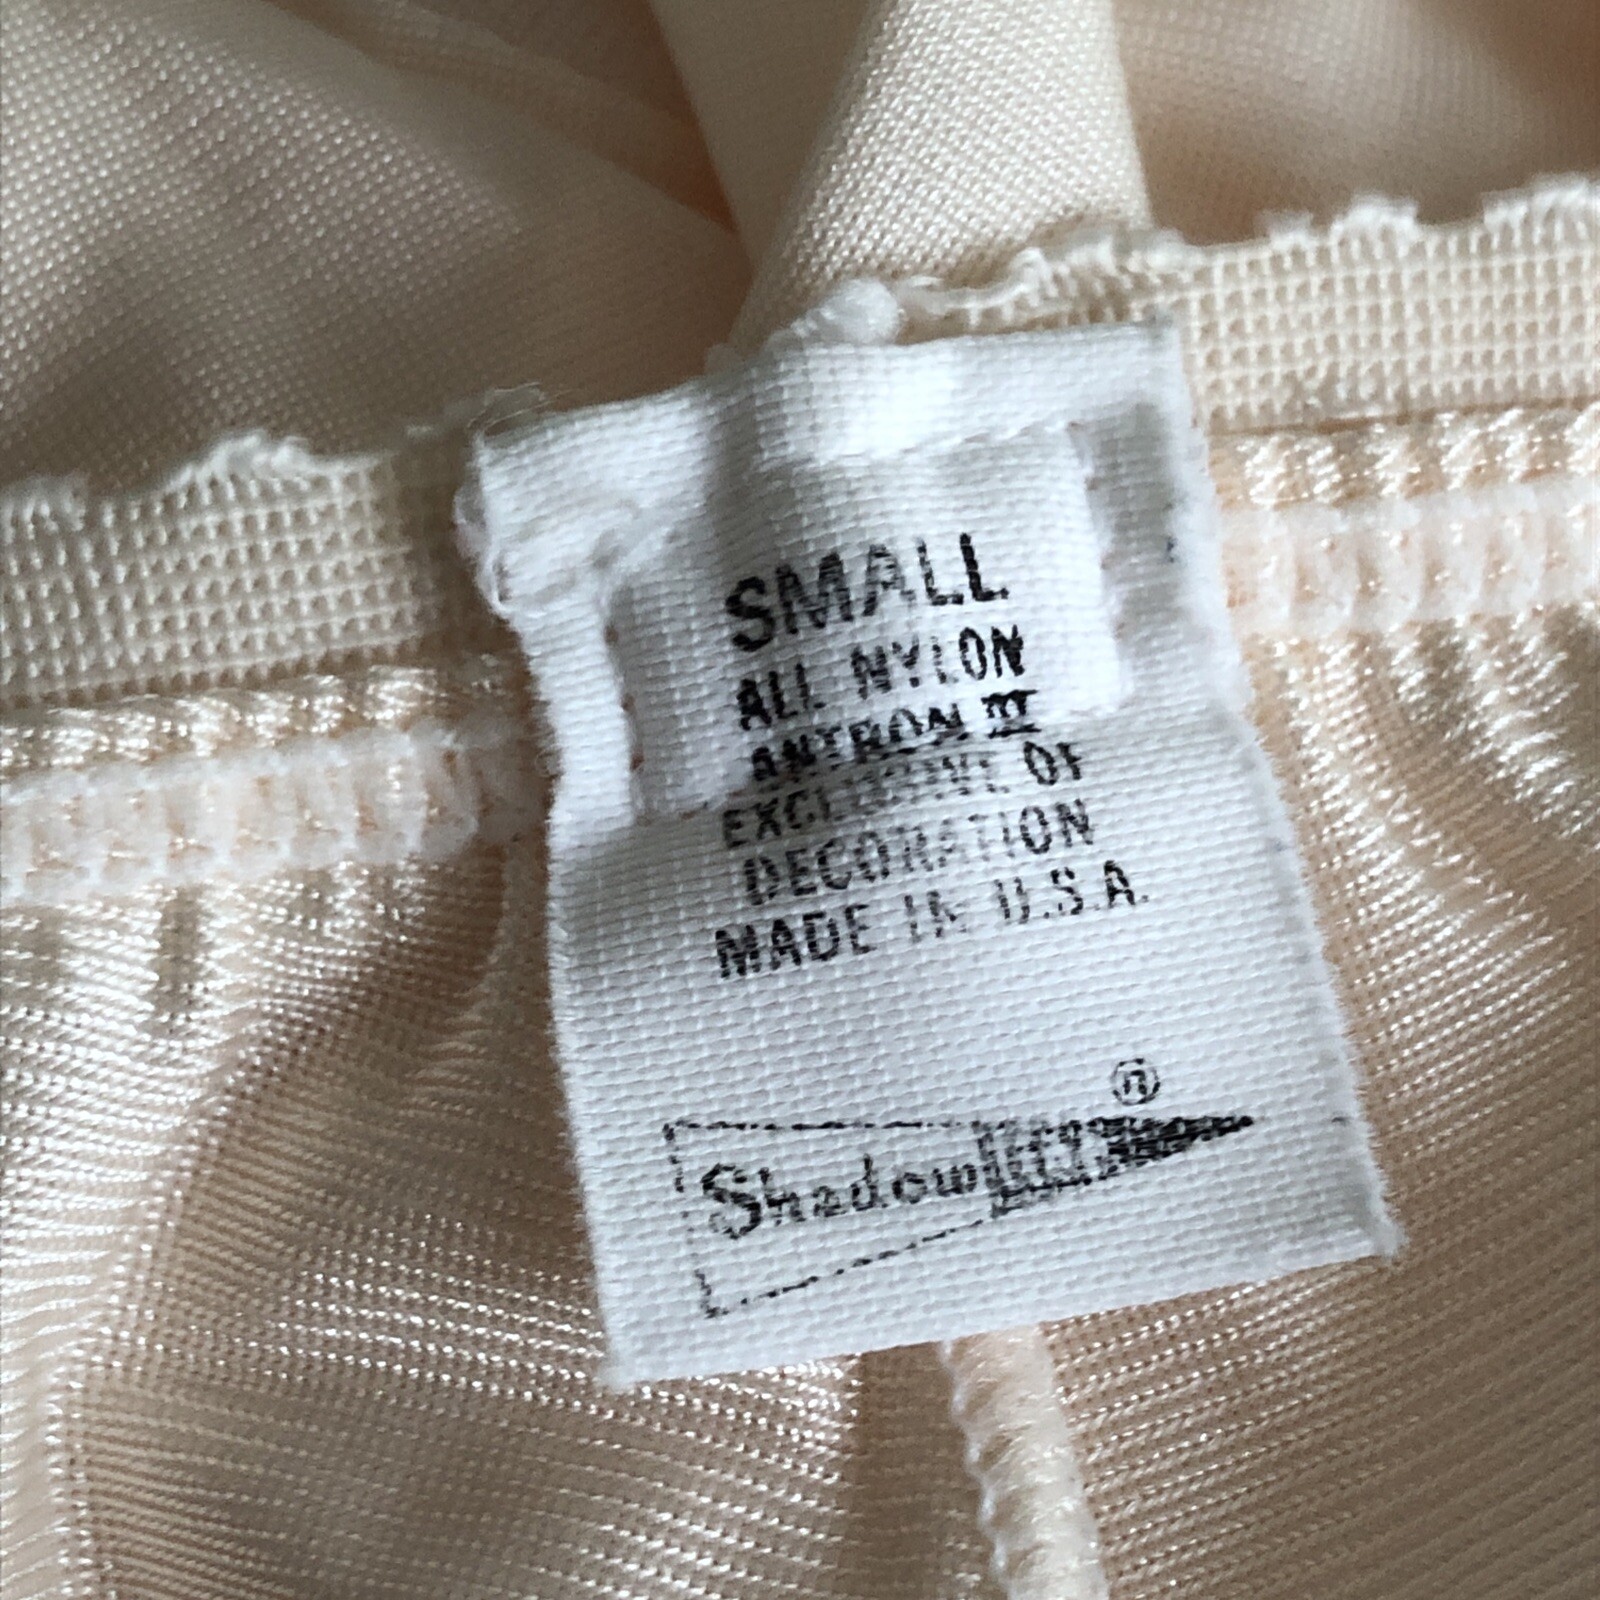 SMALL
ALL NYLON
ANTRON III
EXCLUSIVE OF
DECORATION
MADE IN U.S.A.
®
Shadowline